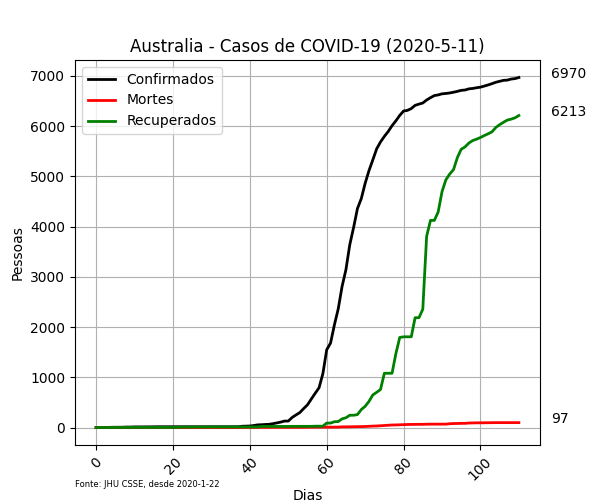 Australia - Casos de COVID-19 (2020-5-11)
Confirmados
Mortes
Recuperados
6970
6213
97
Pessoas
7000
6000
5000
4000
3000
2000
1000
0
0
20
40
60
80
100
Fonte: JHU CSSE, desde 2020-1-22
Dias